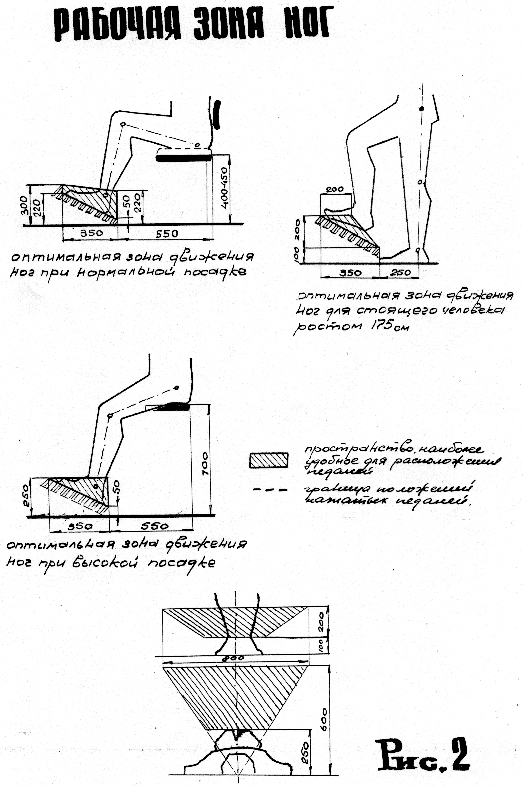 РАБОЧАЯ ЗОНЯ НОГ
300
220
350
550
50
220
400-450
оптимальная зона движения
ног при нормальной посадке
200
200
100
350
250
оптимальная зона движения
ног для стоящего человека
ростом 175см
250
350
550
50
700
оптимальная зона движения
ног при высокой посадке
пространство, наиболее
удобное для расположения
педалей
граница положений
нажатых педалей.
200
100
800
600
250
Рис. 2